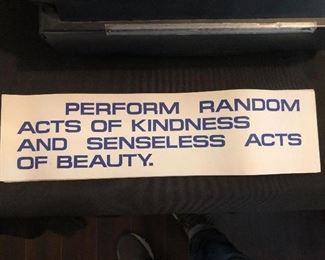 PERFORM RANDOM
ACTS OF KINDNESS
AND SENSELESS ACTS
OF BEAUTY.